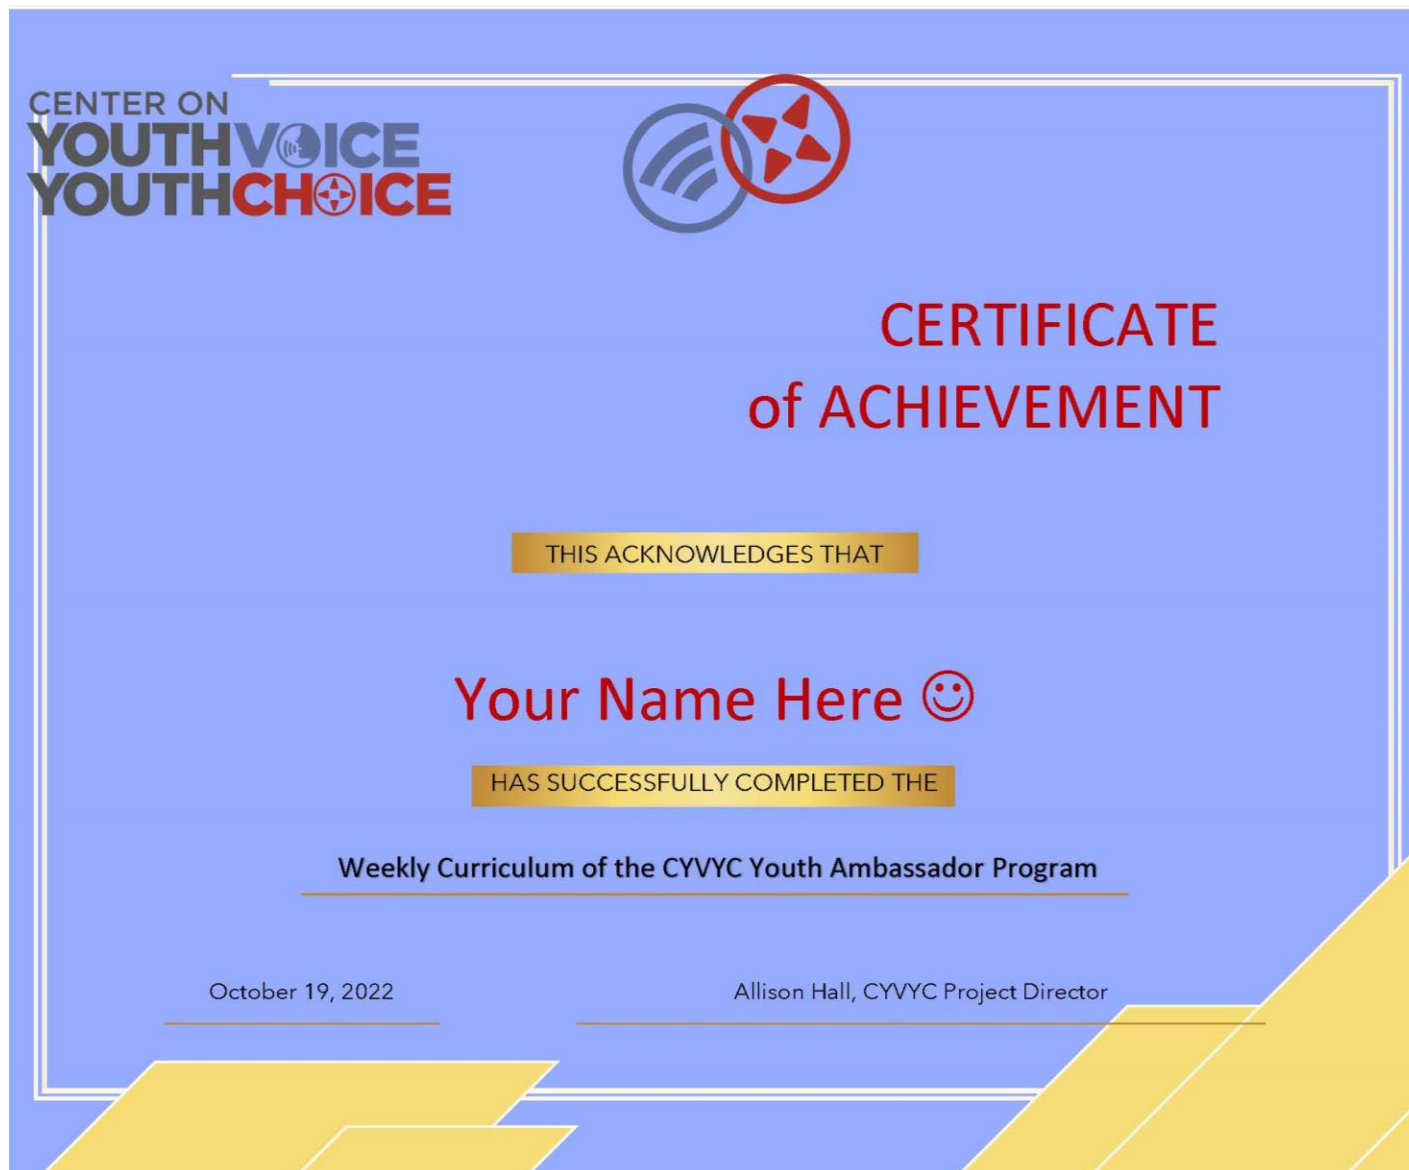 CENTER ON
YOUTHVOICE
YOUTHCHOICE
CERTIFICATE
of ACHIEVEMENT
THIS ACKNOWLEDGES THAT
Your Name Here ☺
HAS SUCCESSFULLY COMPLETED THE
Weekly Curriculum of the CYVYC Youth Ambassador Program
October 19, 2022
Allison Hall, CYVYC Project Director